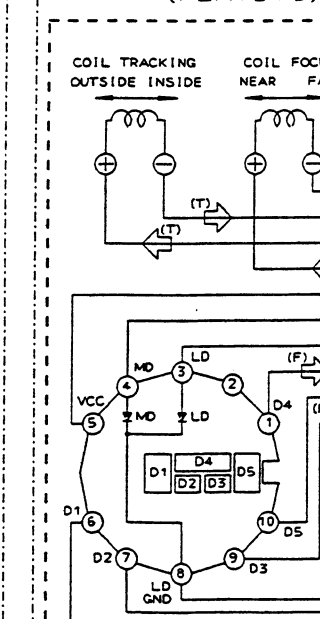 COIL TRACKING
OUTSIDE INSIDE
COIL
NEAR
+
−
+
−
(T)
(T)
(F)
MD
LD
4
3
2
VCC
MD
LD
D4
5
1
D1
D4
D5
D2
D3
D1
6
10
D5
D2
7
9
D3
8
LD
GND